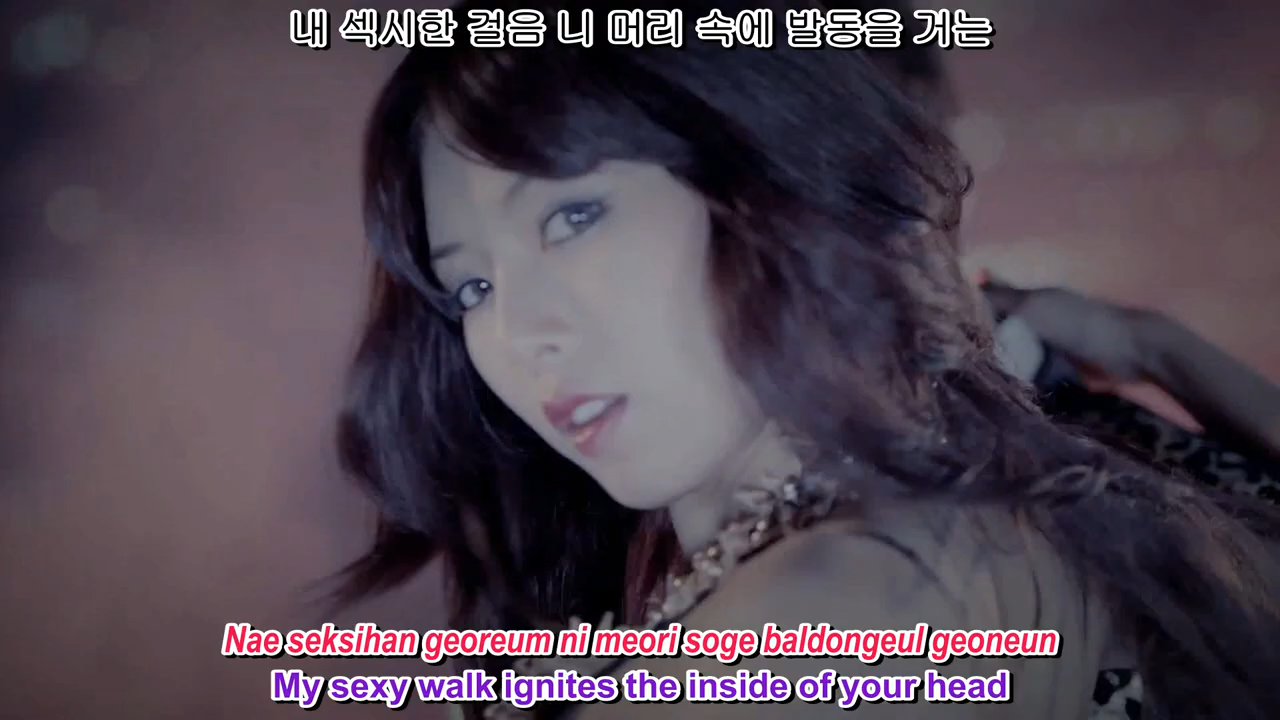 내 섹시한 걸음 니 머리 속에 발동을 거는
Nae seksihan georeum ni meori soge baldongeul geoneun
My sexy walk ignites the inside of your head